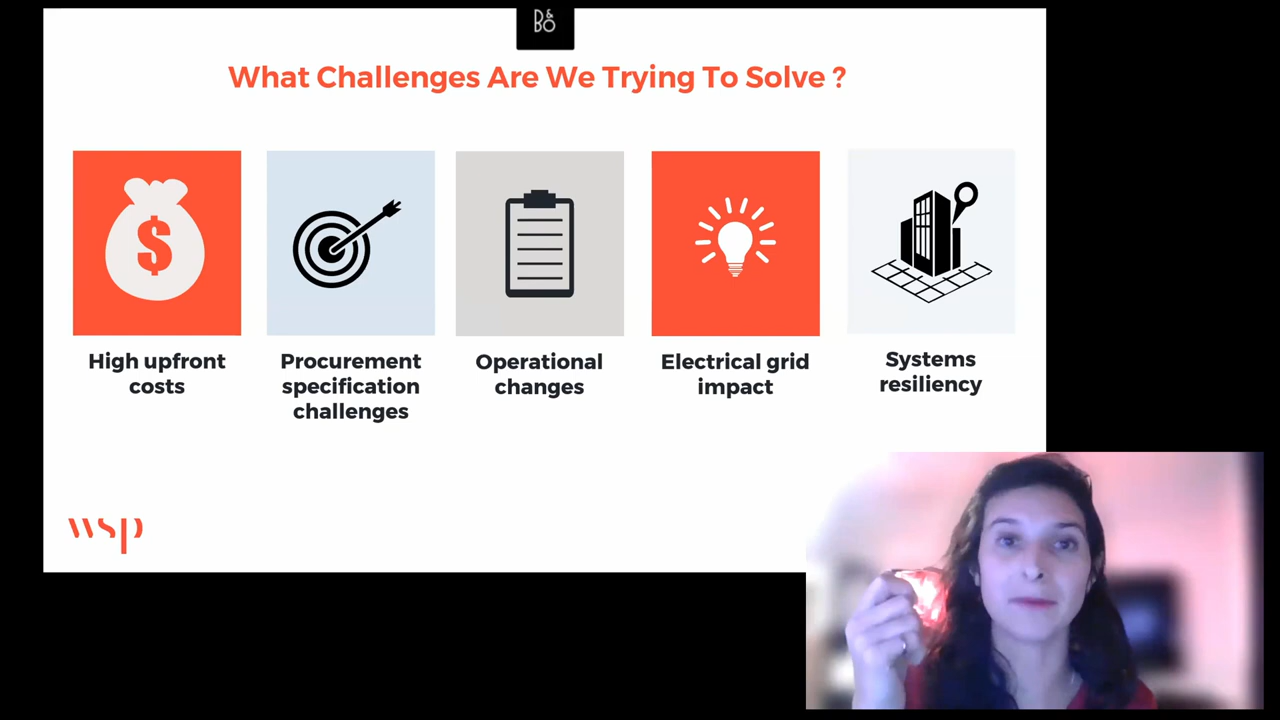 B&O
What Challenges Are We Trying To Solve ?
$
High upfront
costs
Procurement
specification
challenges
Operational
changes
Electrical grid
impact
Systems
resiliency
wsp